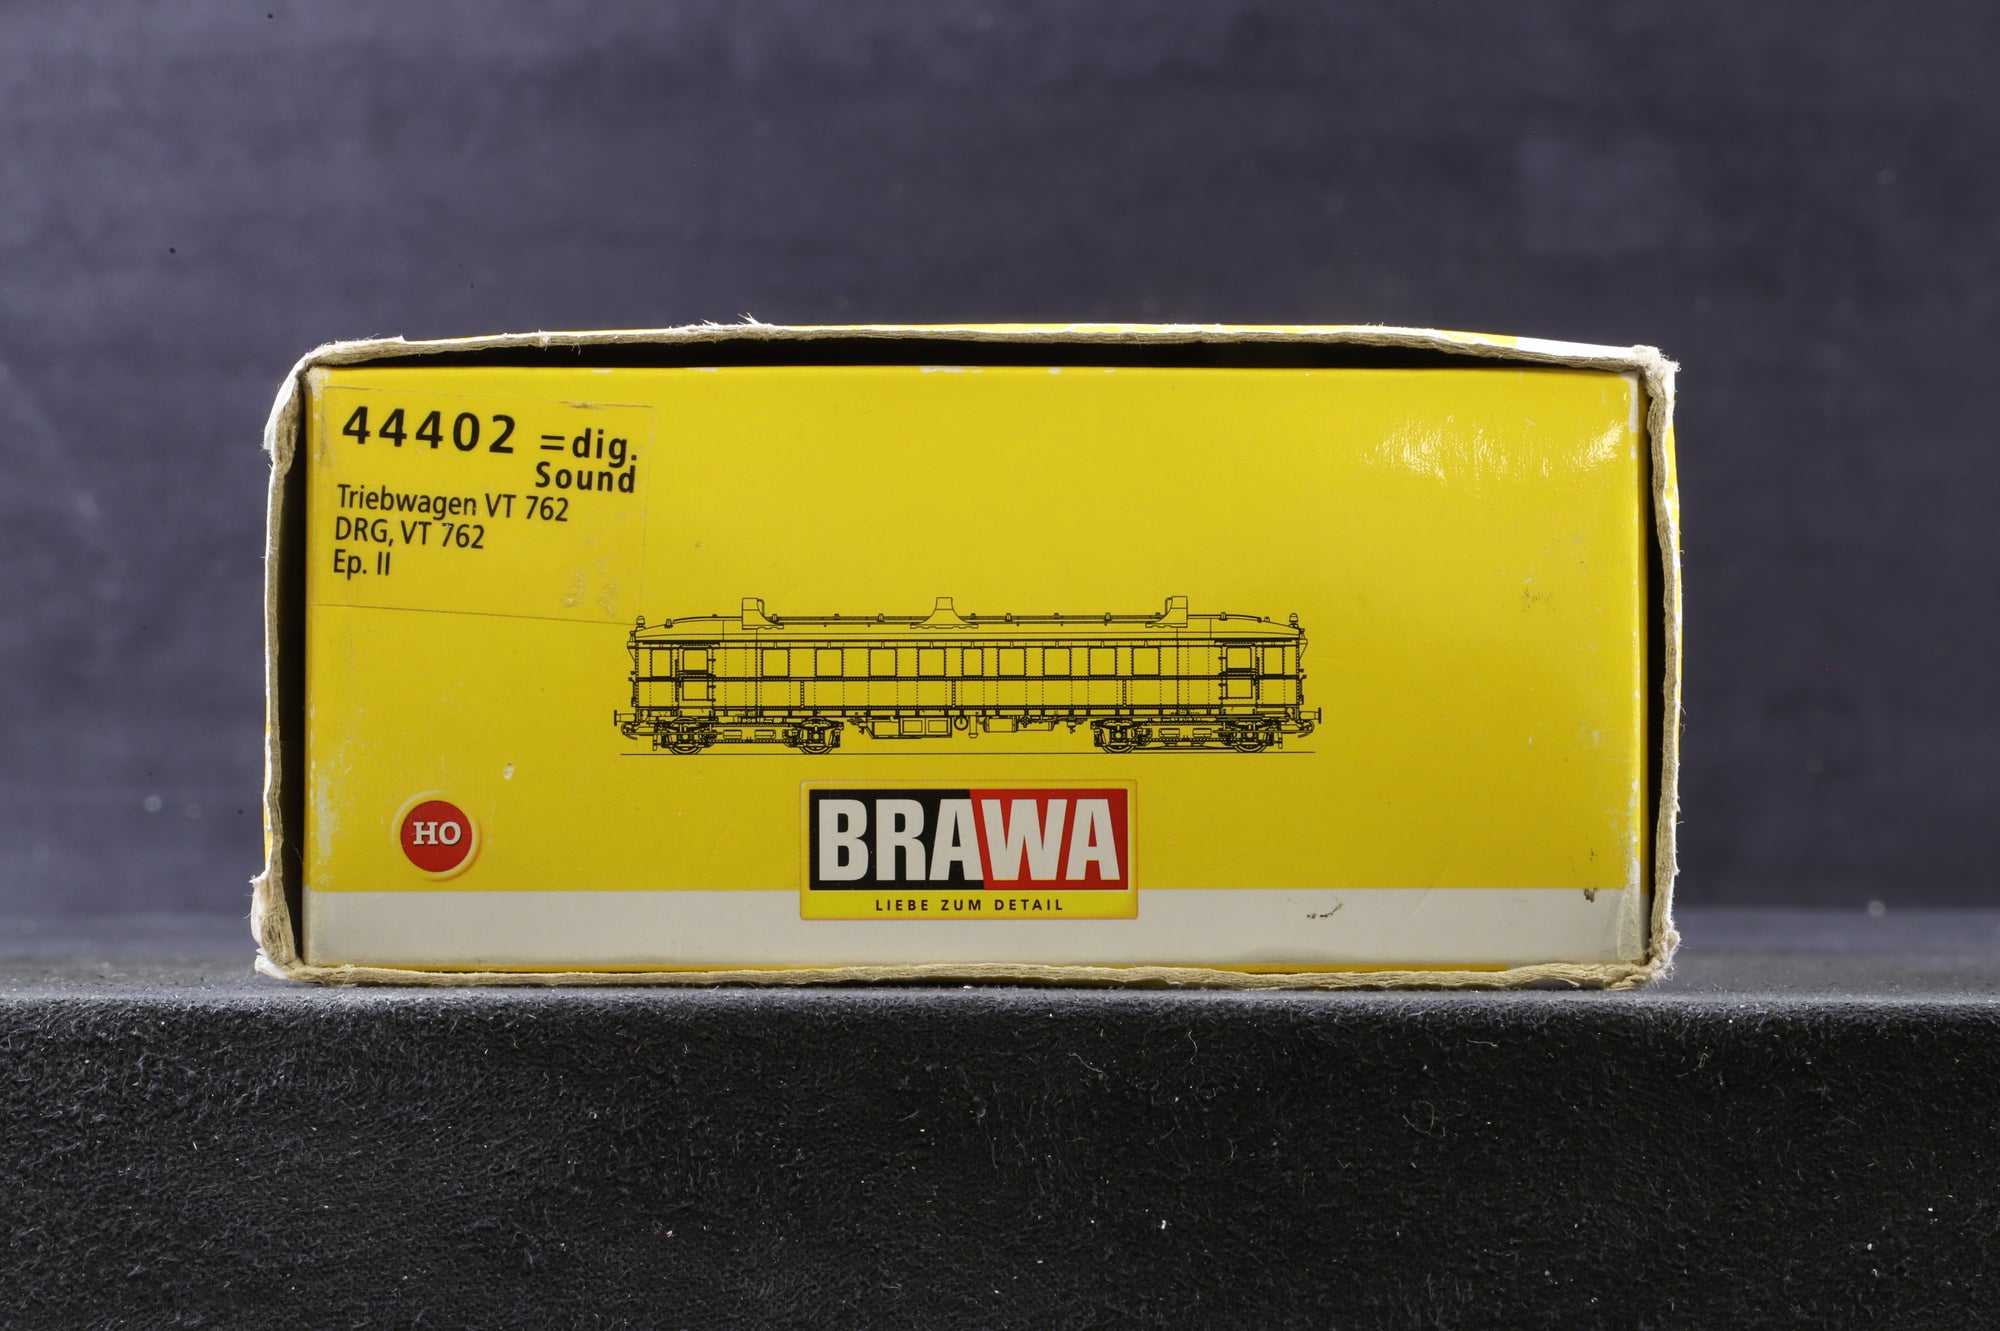 44402 =dig.
Sound
Triebwagen VT 762
DRG, VT 762
Ep. II
HO
BRAWA
LIEBE ZUM DETAIL